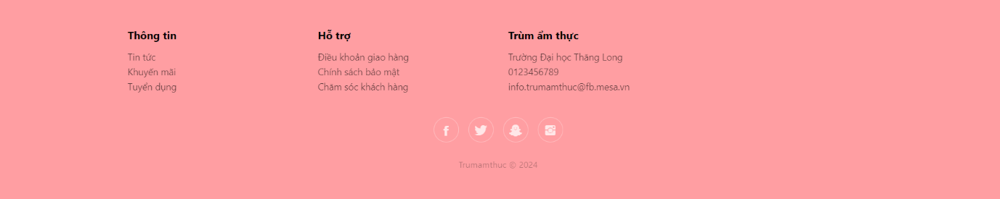 Thông tin
Tin tức
Khuyến mãi
Tuyển dụng
Hỗ trợ
Điều khoản giao hàng
Chính sách bảo mật
Chăm sóc khách hàng
Trùm ẩm thực
Trường Đại học Thăng Long
0123456789
info.trumamthuc@fb.mesa.vn
Trumamthuc © 2024